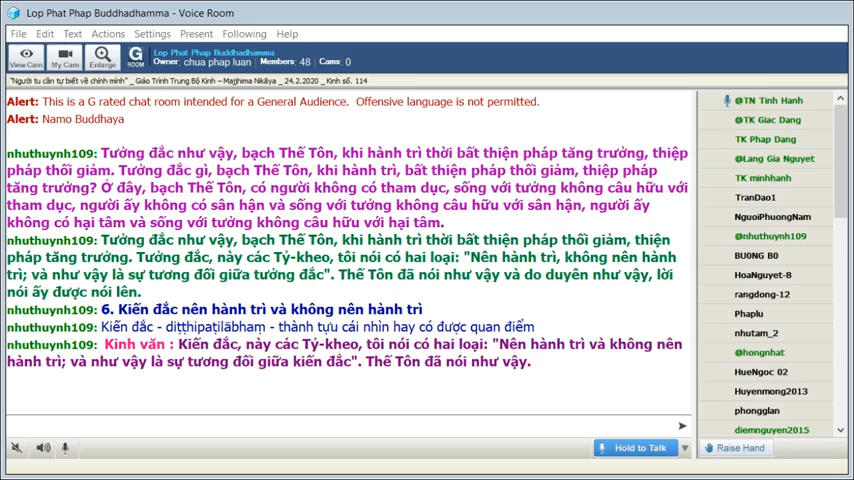 Lop Phat Phap Buddhadhamma - Voice Room
File Edit Text Actions Settings Present Following Help
View Cam My Cam Enlarge G ROOM
Lop Phat Phap Buddhadhamma
Owner: chua phap luan Members: 48 Cams: 0
"Người tu cần tự biết về chính mình" _ Giáo Trình Trung Bộ Kinh – Majjhima Nikāya _ 24.2.2020 _ Kinh số. 114
Alert: This is a G rated chat room intended for a General Audience. Offensive language is not permitted.
Alert: Namo Buddhaya
nhuthuynh109: Tưởng đắc như vậy, bạch Thế Tôn, khi hành trì thời bất thiện pháp tăng trưởng, thiệp
pháp thối giảm. Tưởng đắc gì, bạch Thế Tôn, khi hành trì, bất thiện pháp thối giảm, thiệp pháp
tăng trưởng? Ở đây, bạch Thế Tôn, có người không có tham dục, sống với tưởng không câu hữu với
tham dục, người ấy không có sân hận và sống với tưởng không câu hữu với sân hận, người ấy
không có hại tâm và sống với tưởng không câu hữu với hại tâm.
nhuthuynh109: Tưởng đắc như vậy, bạch Thế Tôn, khi hành trì thời bất thiện pháp thối giảm, thiện
pháp tăng trưởng. Tưởng đắc, này các Tỷ-kheo, tôi nói có hai loại: "Nên hành trì, không nên hành
trì; và như vậy là sự tương đối giữa tưởng đắc". Thế Tôn đã nói như vậy và do duyên như vậy, lời
nói ấy được nói lên.
nhuthuynh109: 6. Kiến đắc nên hành trì và không nên hành trì
nhuthuynh109: Kiến đắc - diṭṭhipaṭilābhaṃ - thành tựu cái nhìn hay có được quan điểm
nhuthuynh109: Kinh văn : Kiến đắc, này các Tỷ-kheo, tôi nói có hai loại: "Nên hành trì và không nên
hành trì; và như vậy là sự tương đối giữa kiến đắc". Thế Tôn đã nói như vậy.
@TN Tinh Hanh
@TK Giac Dang
TK Phap Dang
@Lang Gia Nguyet
TK minhhanh
TranDao1
NguoiPhuongNam
@nhuthuynh109
BU0NG B0
HoaNguyet-8
rangdong-12
Phaplu
nhutam_2
@hongnhat
HueNgoc 02
Huyenmong2013
phongglan
diemnguyen2015
Hold to Talk
Raise Hand